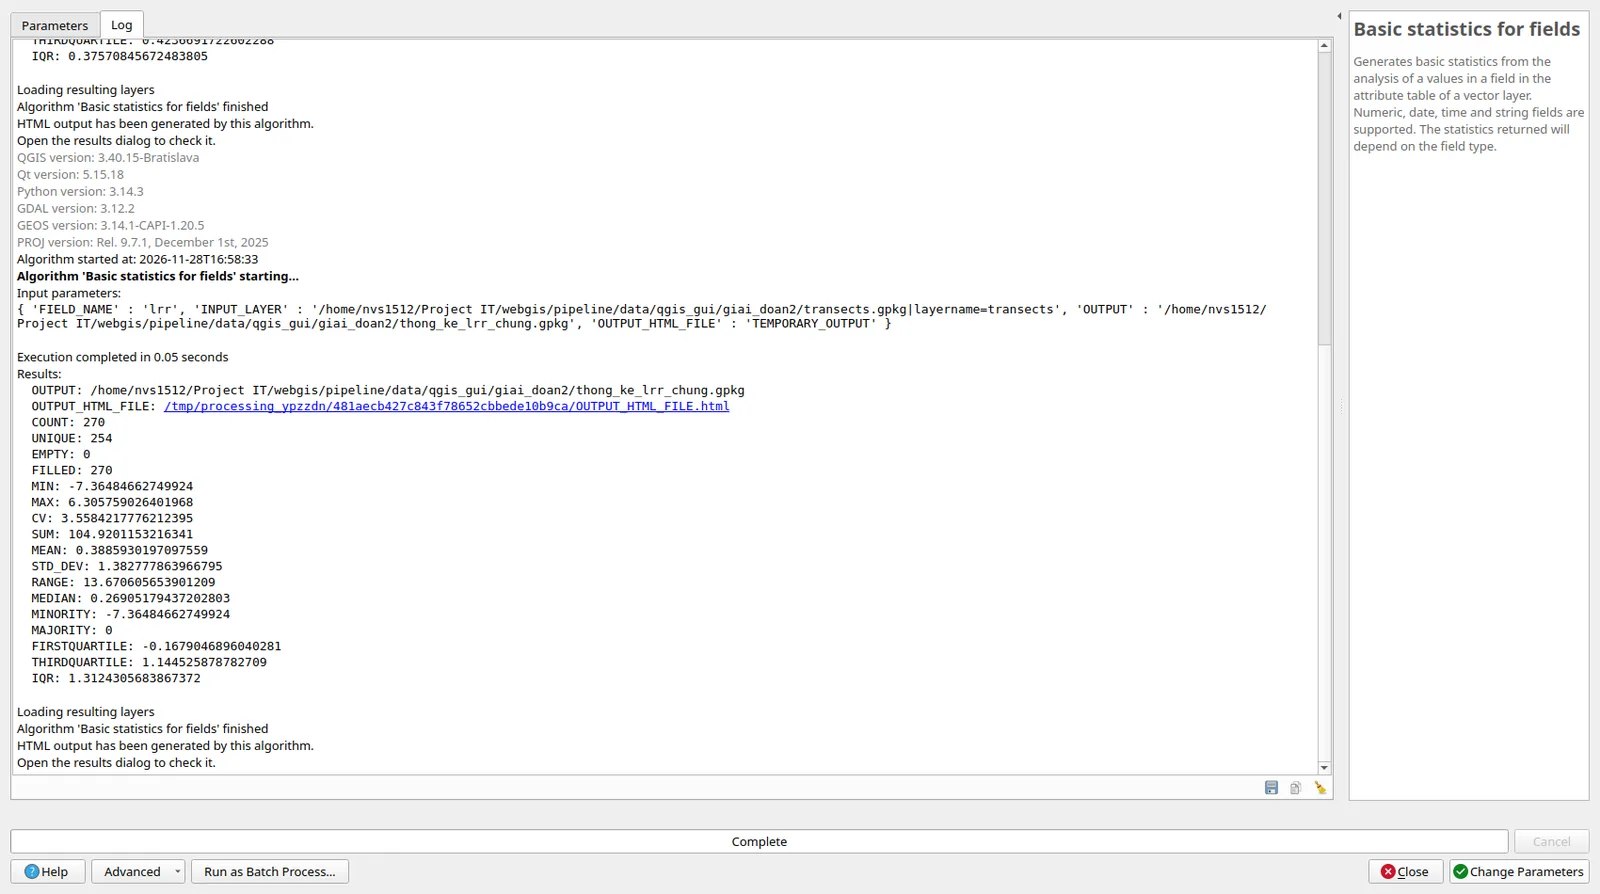 Parameters
Log
THIRDQUARTILE: 0.4236691722602288
IQR: 0.37570845672483805
Loading resulting layers
Algorithm 'Basic statistics for fields' finished
HTML output has been generated by this algorithm.
Open the results dialog to check it.
QGIS version: 3.40.15-Bratislava
Qt version: 5.15.18
Python version: 3.14.3
GDAL version: 3.12.2
GEOS version: 3.14.1-CAPI-1.20.5
PROJ version: Rel. 9.7.1, December 1st, 2025
Algorithm started at: 2026-11-28T16:58:33
Algorithm 'Basic statistics for fields' starting…
Input parameters:
{ 'FIELD_NAME' : 'lrr', 'INPUT_LAYER' : '/home/nvs1512/Project IT/webgis/pipeline/data/qgis_gui/giai_doan2/transects.gpkg|layername=transects', 'OUTPUT' : '/home/nvs1512/
Project IT/webgis/pipeline/data/qgis_gui/giai_doan2/thong_ke_lrr_chung.gpkg', 'OUTPUT_HTML_FILE' : 'TEMPORARY_OUTPUT' }
Execution completed in 0.05 seconds
Results:
OUTPUT: /home/nvs1512/Project IT/webgis/pipeline/data/qgis_gui/giai_doan2/thong_ke_lrr_chung.gpkg
OUTPUT_HTML_FILE: /tmp/processing_ypzzdn/481aecb427c843f78652cbbede10b9ca/OUTPUT_HTML_FILE.html
COUNT: 270
UNIQUE: 254
EMPTY: 0
FILLED: 270
MIN: -7.36484662749924
MAX: 6.305759026401968
CV: 3.5584217776212395
SUM: 104.9201153216341
MEAN: 0.3885930197097559
STD_DEV: 1.382777863966795
RANGE: 13.670605653901209
MEDIAN: 0.26905179437202803
MINORITY: -7.36484662749924
MAJORITY: 0
FIRSTQUARTILE: -0.1679046896040281
THIRDQUARTILE: 1.144525878782709
IQR: 1.3124305683867372
Loading resulting layers
Algorithm 'Basic statistics for fields' finished
HTML output has been generated by this algorithm.
Open the results dialog to check it.
Basic statistics for fields
Generates basic statistics from the
analysis of a values in a field in the
attribute table of a vector layer.
Numeric, date, time and string fields are
supported. The statistics returned will
depend on the field type.
Complete
Cancel
Help
Advanced
Run as Batch Process…
Close
Change Parameters